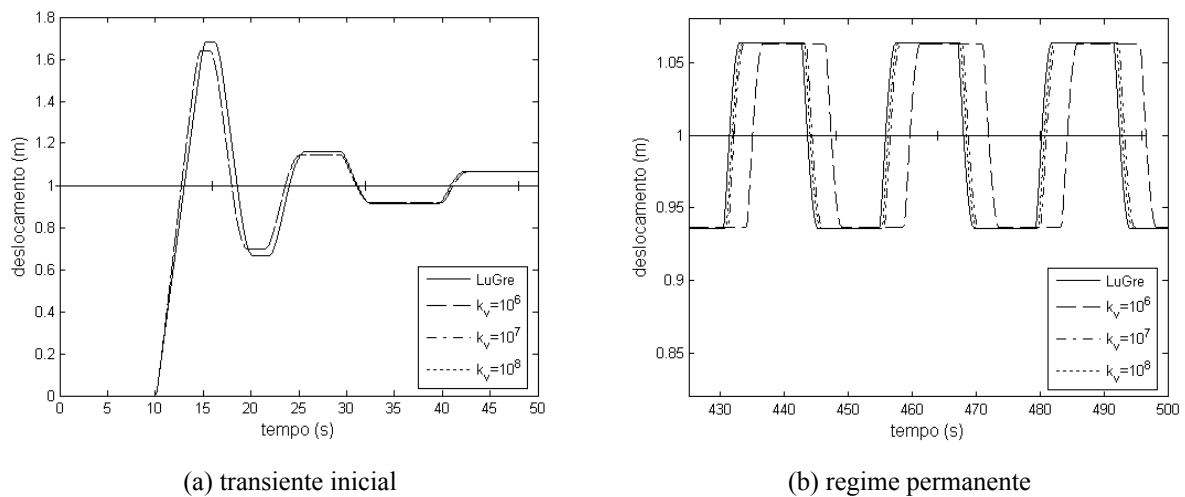 1.8
1.6
1.4
1.2
1
0.8
0.6
0.4
0.2
0
deslocamento (m)
0 5 10 15 20 25 30 35 40 45 50
tempo (s)
LuGre
k_v=10^6
k_v=10^7
k_v=10^8
(a) transiente inicial
1.05
1
0.95
0.9
0.85
deslocamento (m)
430 440 450 460 470 480 490 500
tempo (s)
LuGre
k_v=10^6
k_v=10^7
k_v=10^8
(b) regime permanente